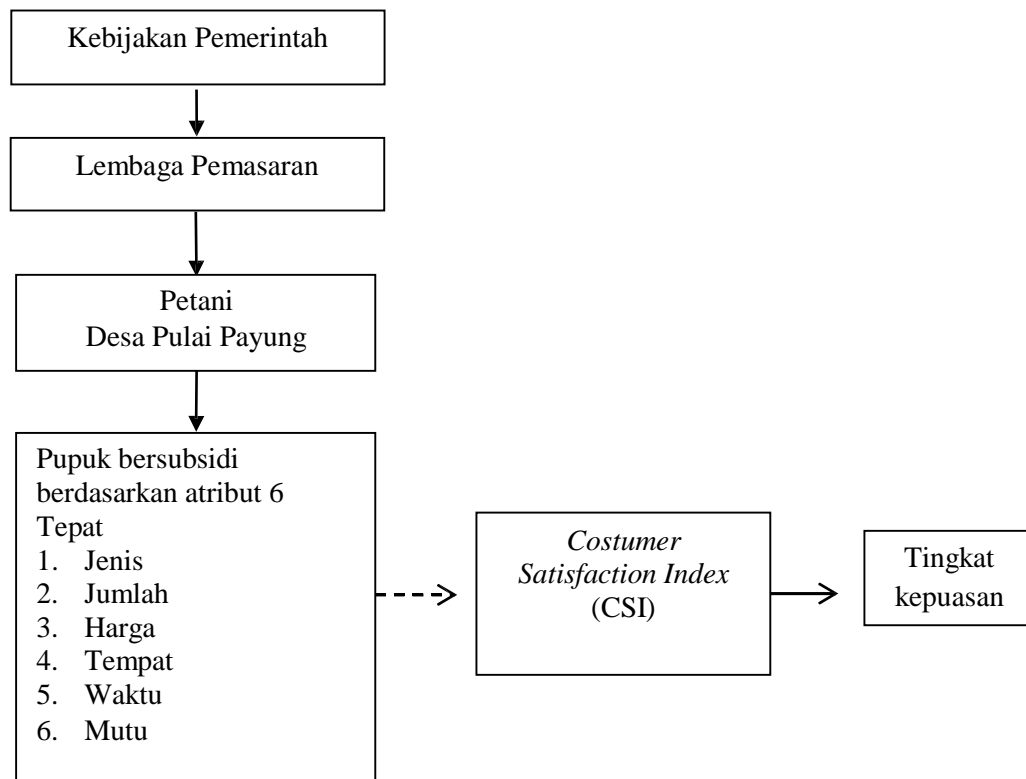 Kebijakan Pemerintah
Lembaga Pemasaran
Petani
Desa Pulai Payung
Pupuk bersubsidi
berdasarkan atribut 6
Tepat
1. Jenis
2. Jumlah
3. Harga
4. Tempat
5. Waktu
6. Mutu
Costumer
Satisfaction Index
(CSI)
Tingkat
kepuasan